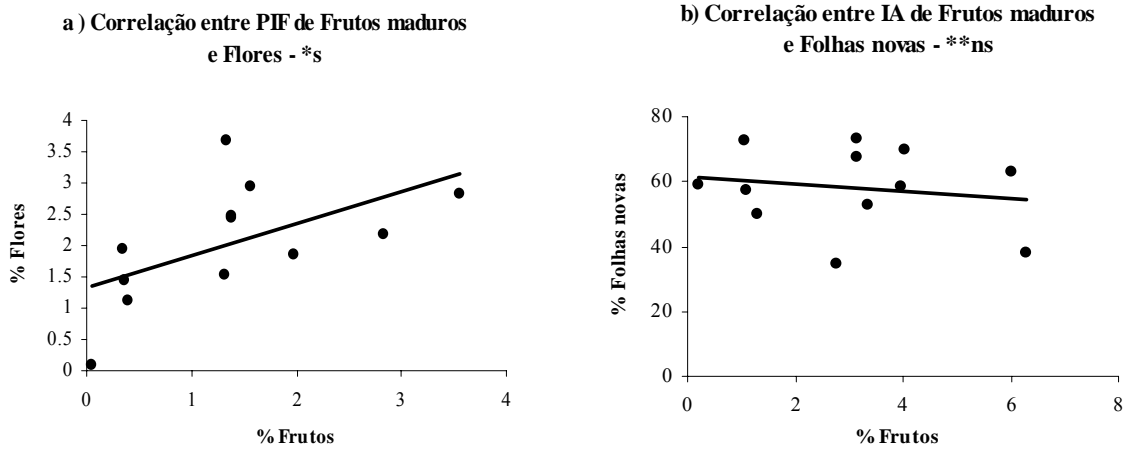 a ) Correlação entre PIF de Frutos maduros
e Flores - *s
4
3.5
3
2.5
2
1.5
1
0.5
0
% Flores
0 1 2 3 4
% Frutos
b) Correlação entre IA de Frutos maduros
e Folhas novas - **ns
80
60
40
20
0
% Folhas novas
0 2 4 6 8
% Frutos